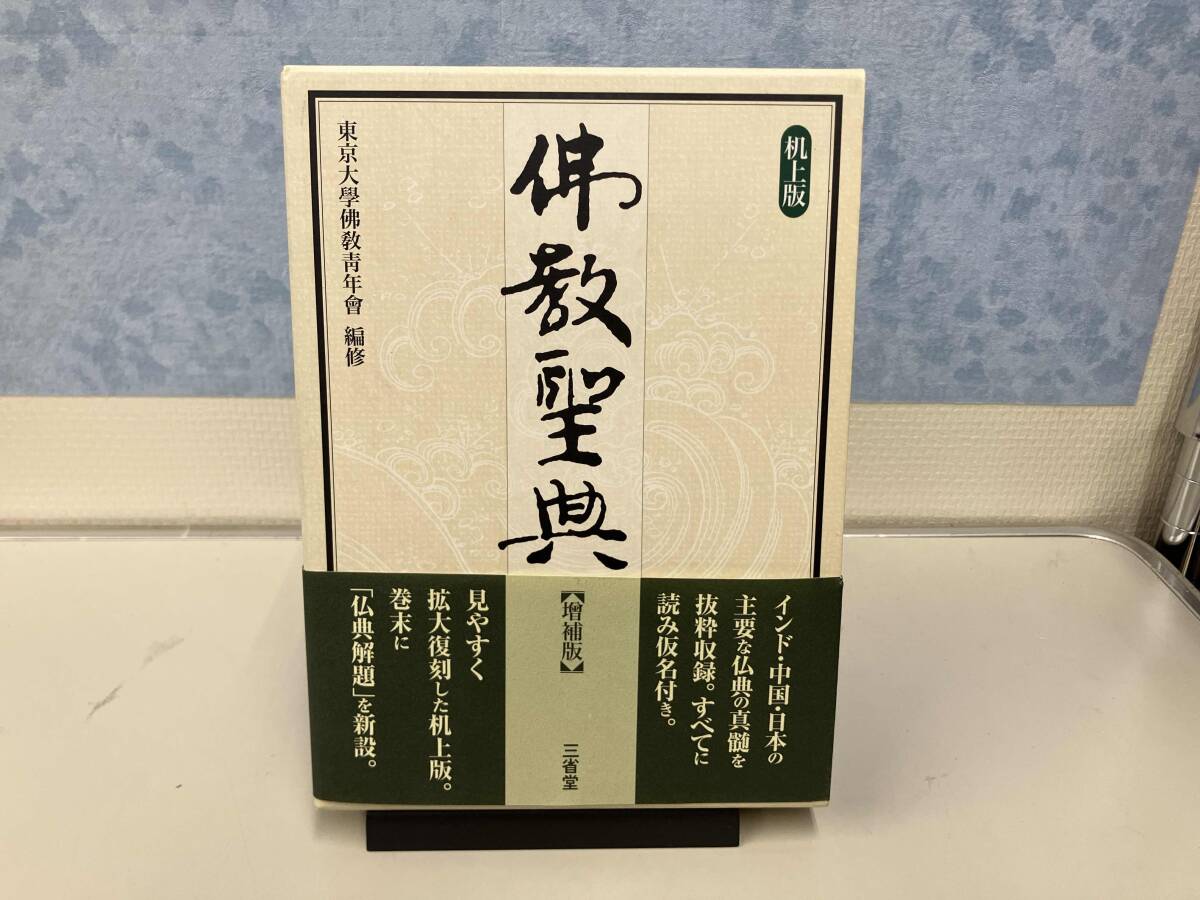 机上版
佛教聖典
東京大學佛敎靑年會 編修
インド・中国・日本の
主要な仏典の真髄を
抜粋収録。すべてに
読み仮名付き。
【増補版】
三省堂
見やすく
拡大復刻した机上版。
巻末に
「仏典解題」を新設。